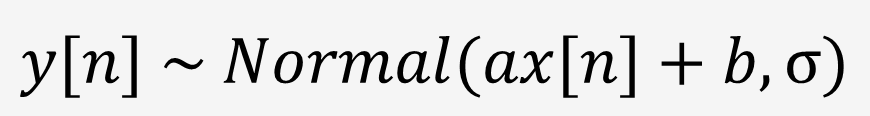 y[n] ~ Normal(ax[n] + b, σ)